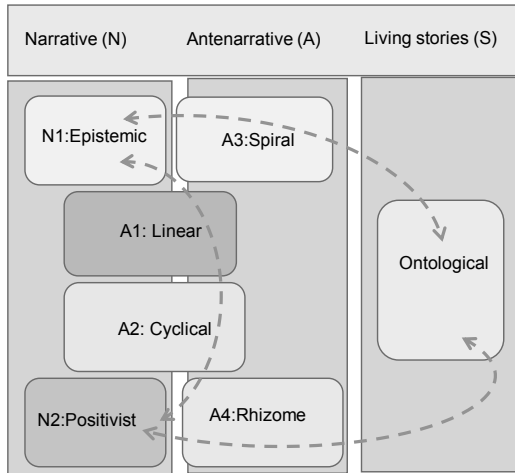 Narrative (N)
Antenarrative (A)
Living stories (S)
N1:Epistemic
A3:Spiral
A1: Linear
Ontological
A2: Cyclical
N2:Positivist
A4:Rhizome